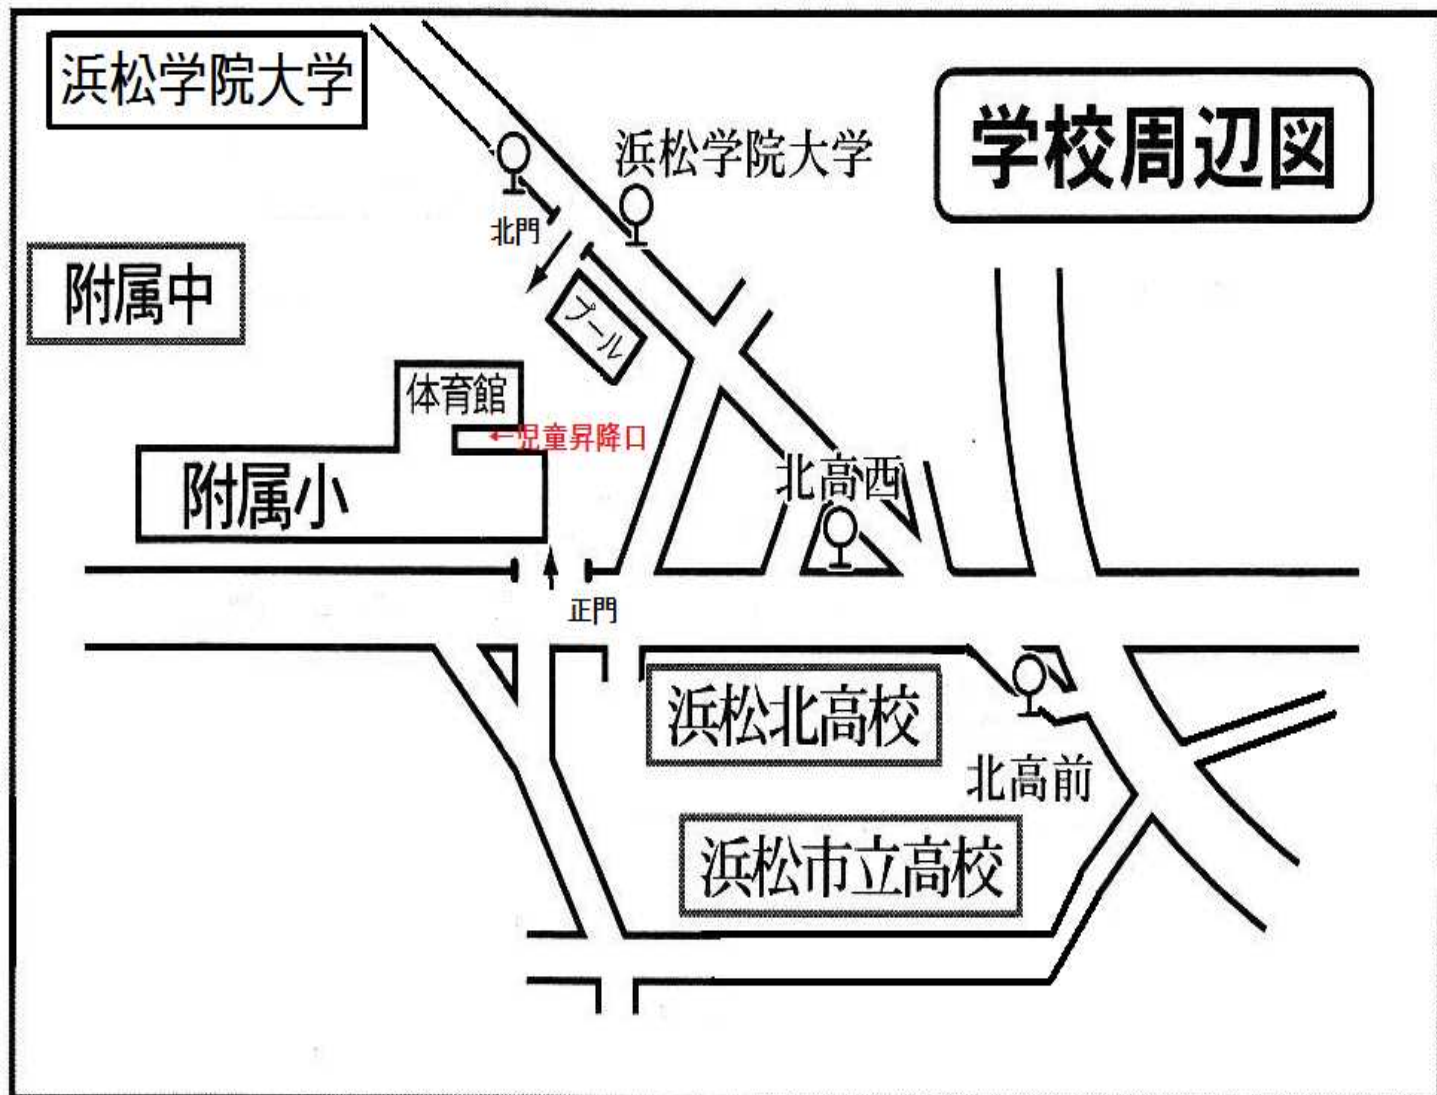 浜松学院大学
学校周辺図
浜松学院大学
北門
附属中
プール
体育館
←児童昇降口
北高西
附属小
正門
浜松北高校
北高前
浜松市立高校